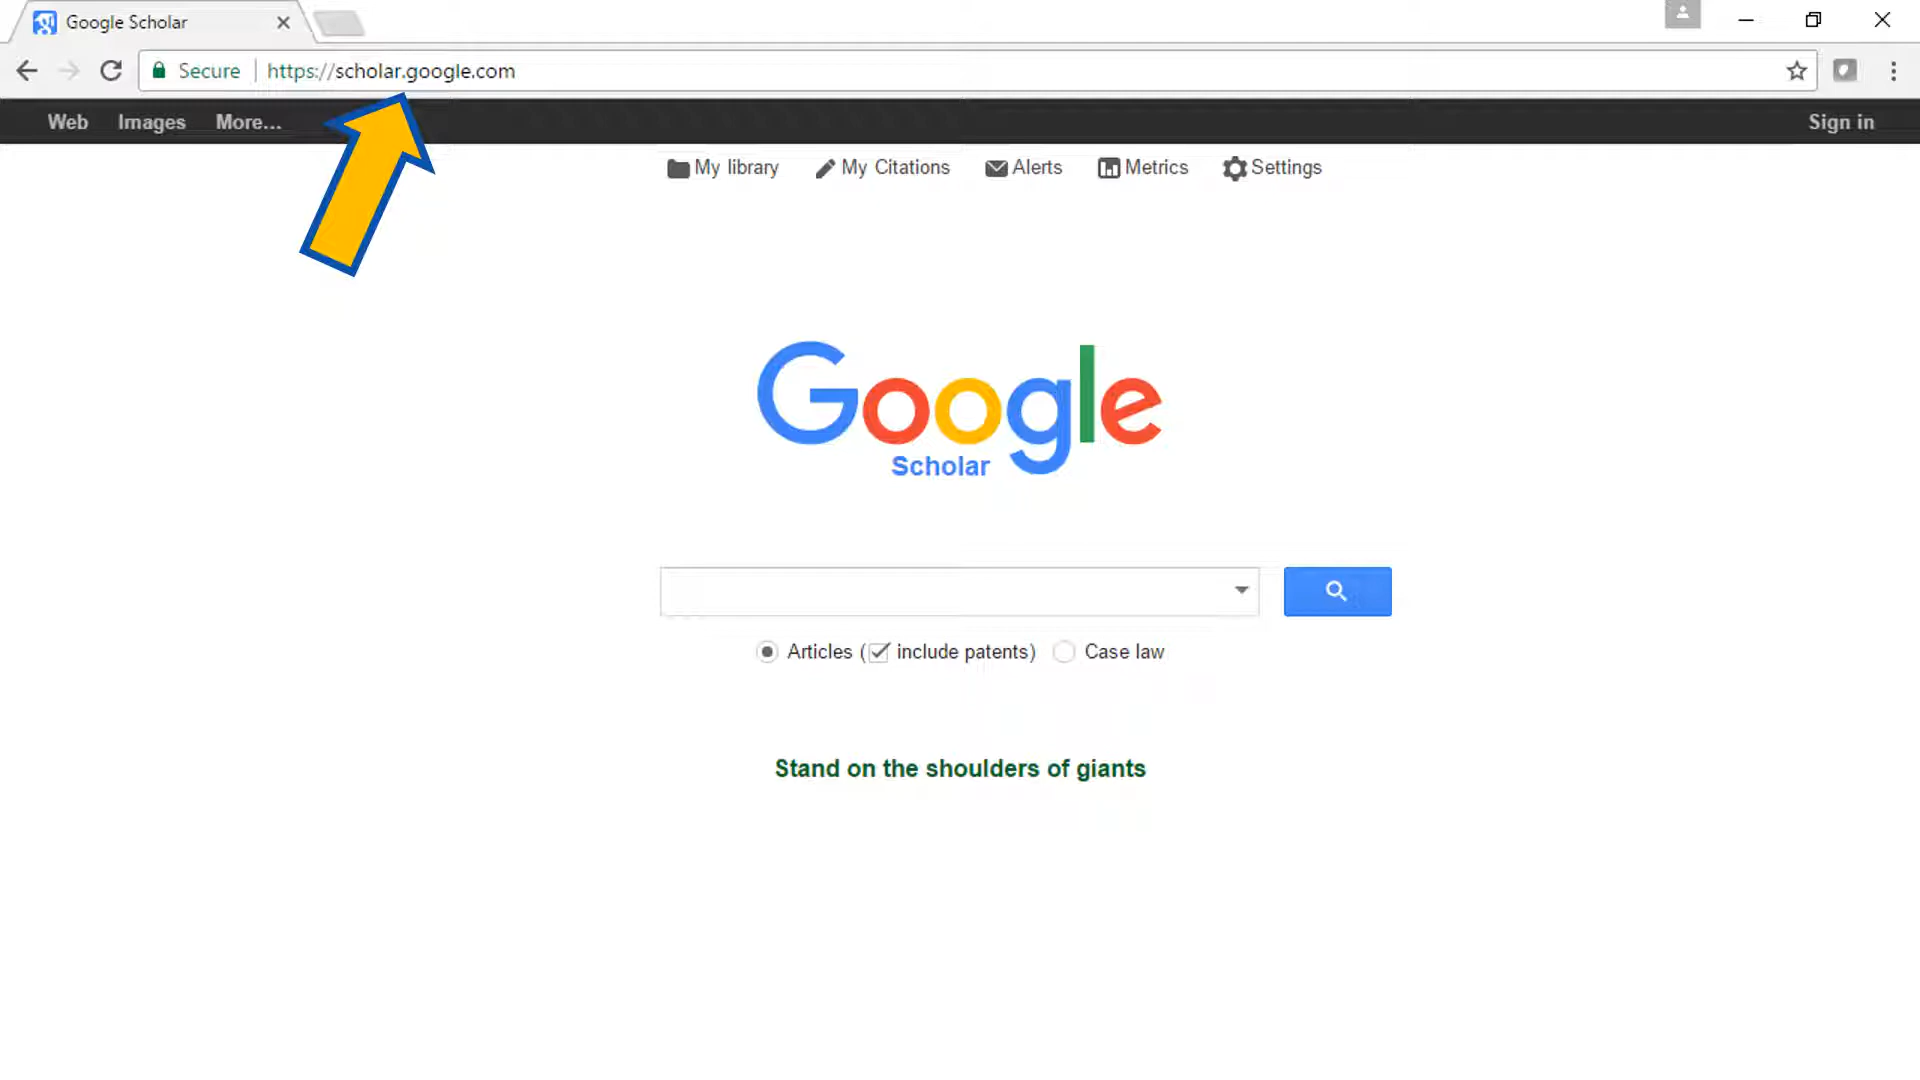 Google Scholar
Secure https://scholar.google.com
Web Images More... Sign in
My library My Citations Alerts Metrics Settings
Google
Scholar
Articles ( include patents) Case law
Stand on the shoulders of giants